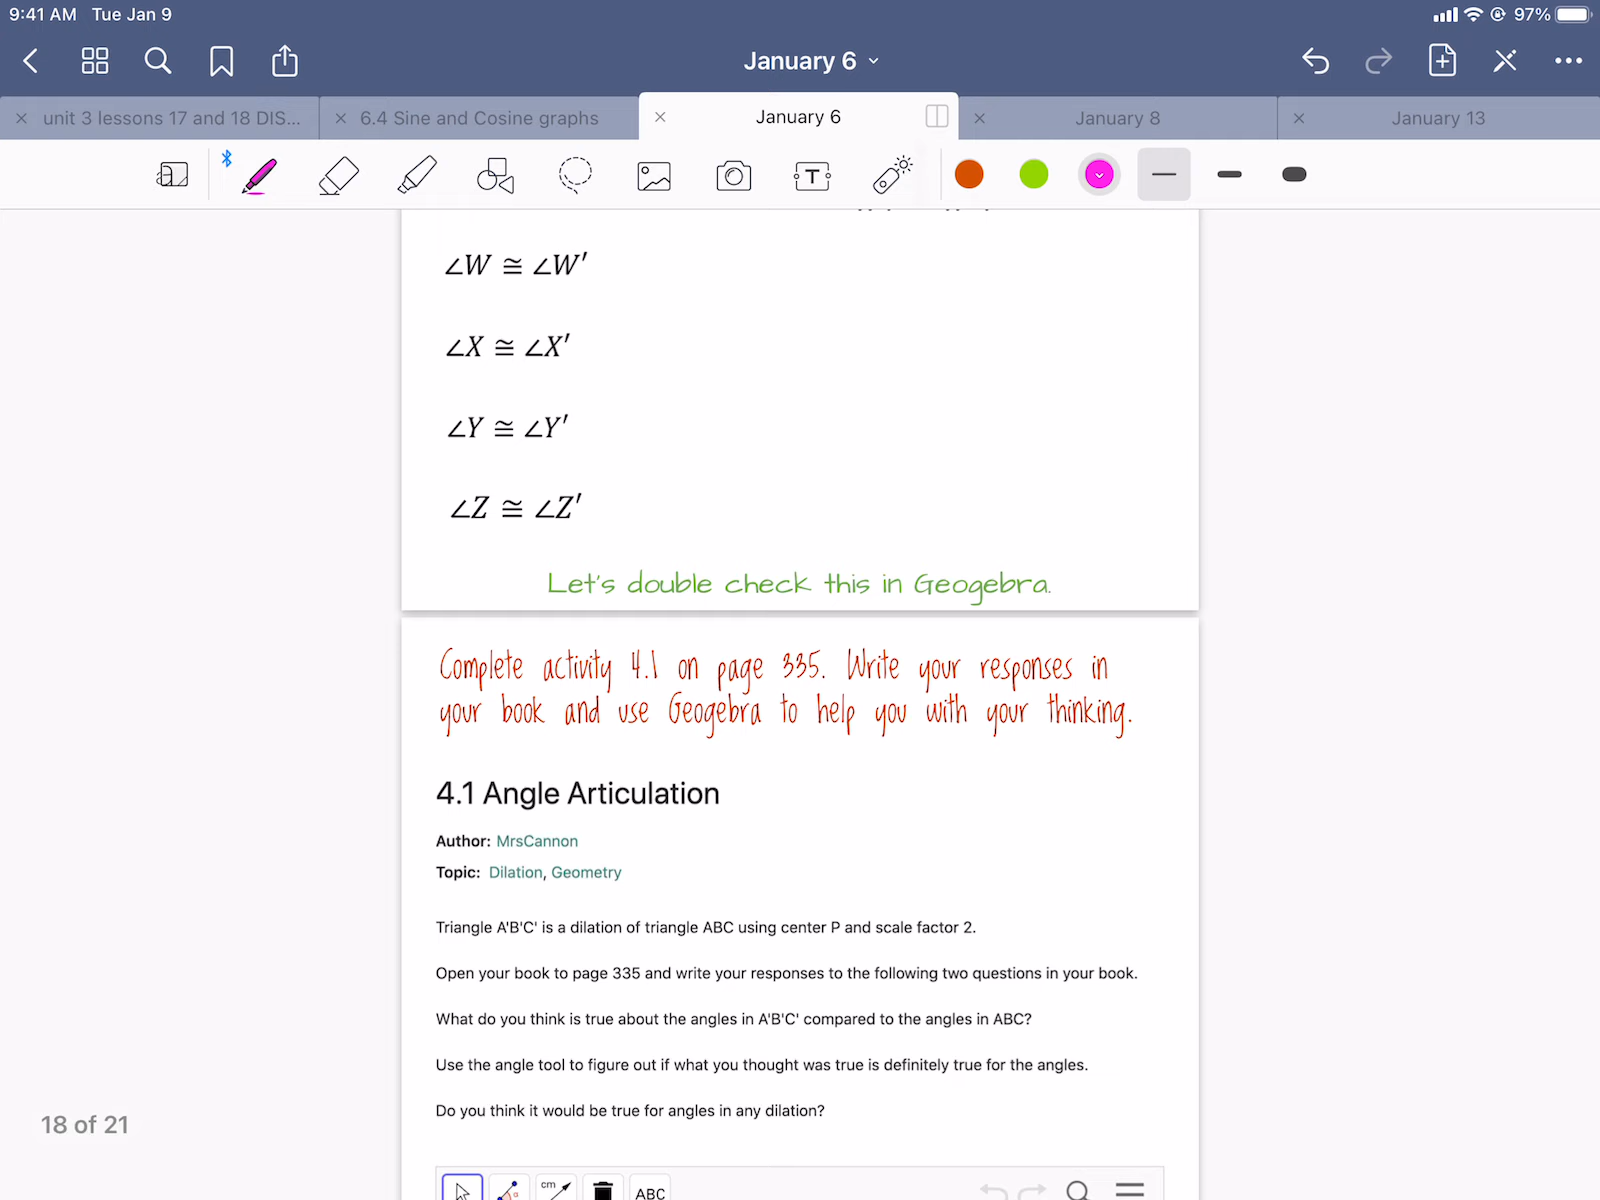 9:41 AM Tue Jan 9
97%
January 6
unit 3 lessons 17 and 18 DIS...
6.4 Sine and Cosine graphs
January 6
January 8
January 13
T
∠W ≅ ∠W'
∠X ≅ ∠X'
∠Y ≅ ∠Y'
∠Z ≅ ∠Z'
Let's double check this in Geogebra.
Complete activity 4.1 on page 335. Write your responses in
your book and use Geogebra to help you with your thinking.
4.1 Angle Articulation
Author: MrsCannon
Topic: Dilation, Geometry
Triangle A'B'C' is a dilation of triangle ABC using center P and scale factor 2.
Open your book to page 335 and write your responses to the following two questions in your book.
What do you think is true about the angles in A'B'C' compared to the angles in ABC?
Use the angle tool to figure out if what you thought was true is definitely true for the angles.
Do you think it would be true for angles in any dilation?
18 of 21
cm
ABC